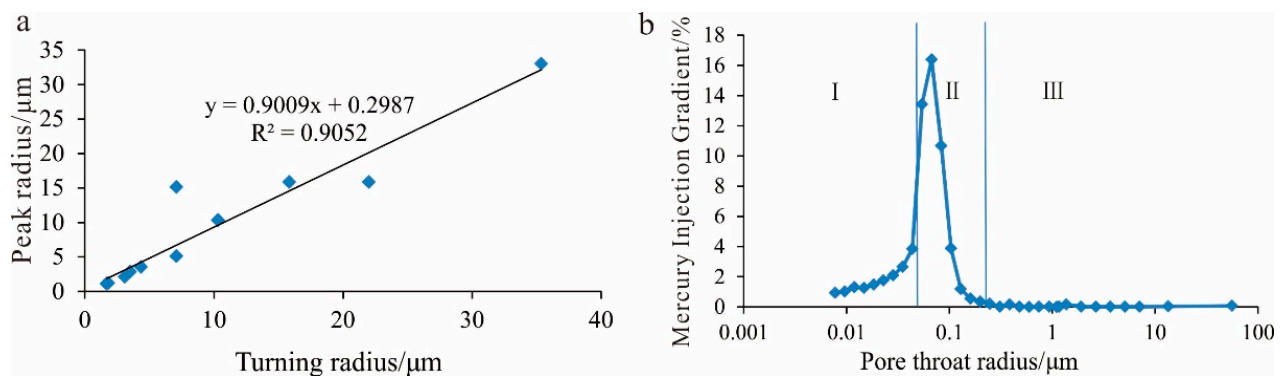 a
35
30
25
20
15
10
5
0
Peak radius/μm
y = 0.9009x + 0.2987
R² = 0.9052
0 10 20 30 40
Turning radius/μm
b
18
16
14
12
10
8
6
4
2
0
Mercury Injection Gradient/%
I II III
0.001 0.01 0.1 1 10 100
Pore throat radius/μm